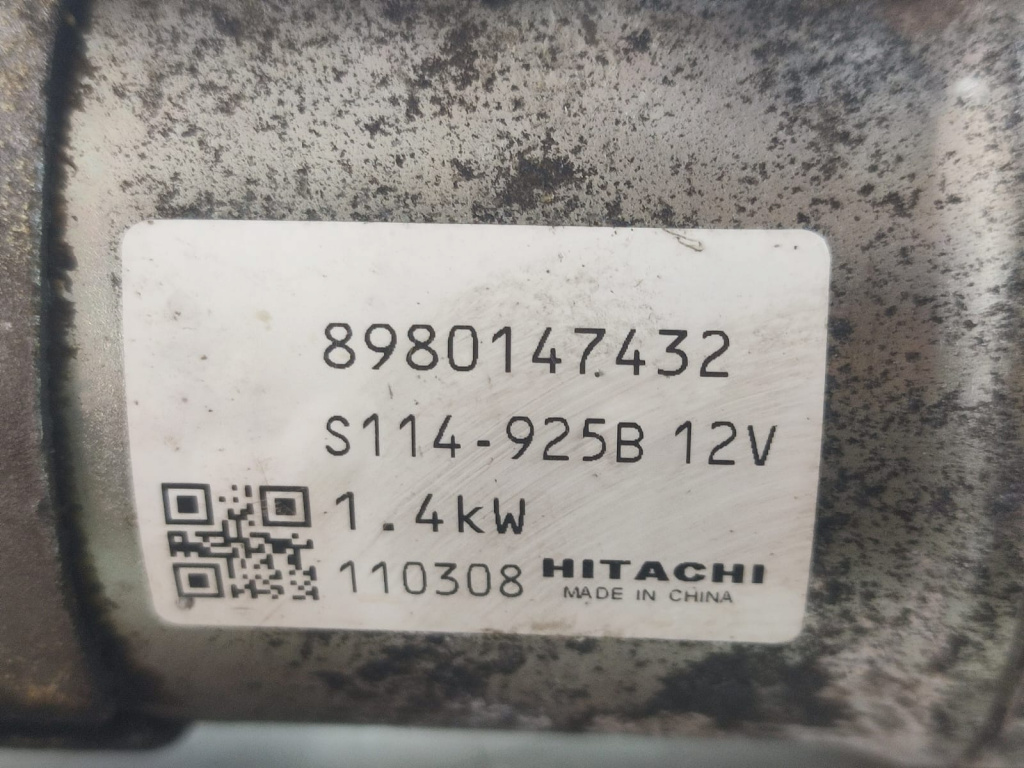 8980147432
S114-925B 12V
1.4kW
110308 HITACHI
MADE IN CHINA